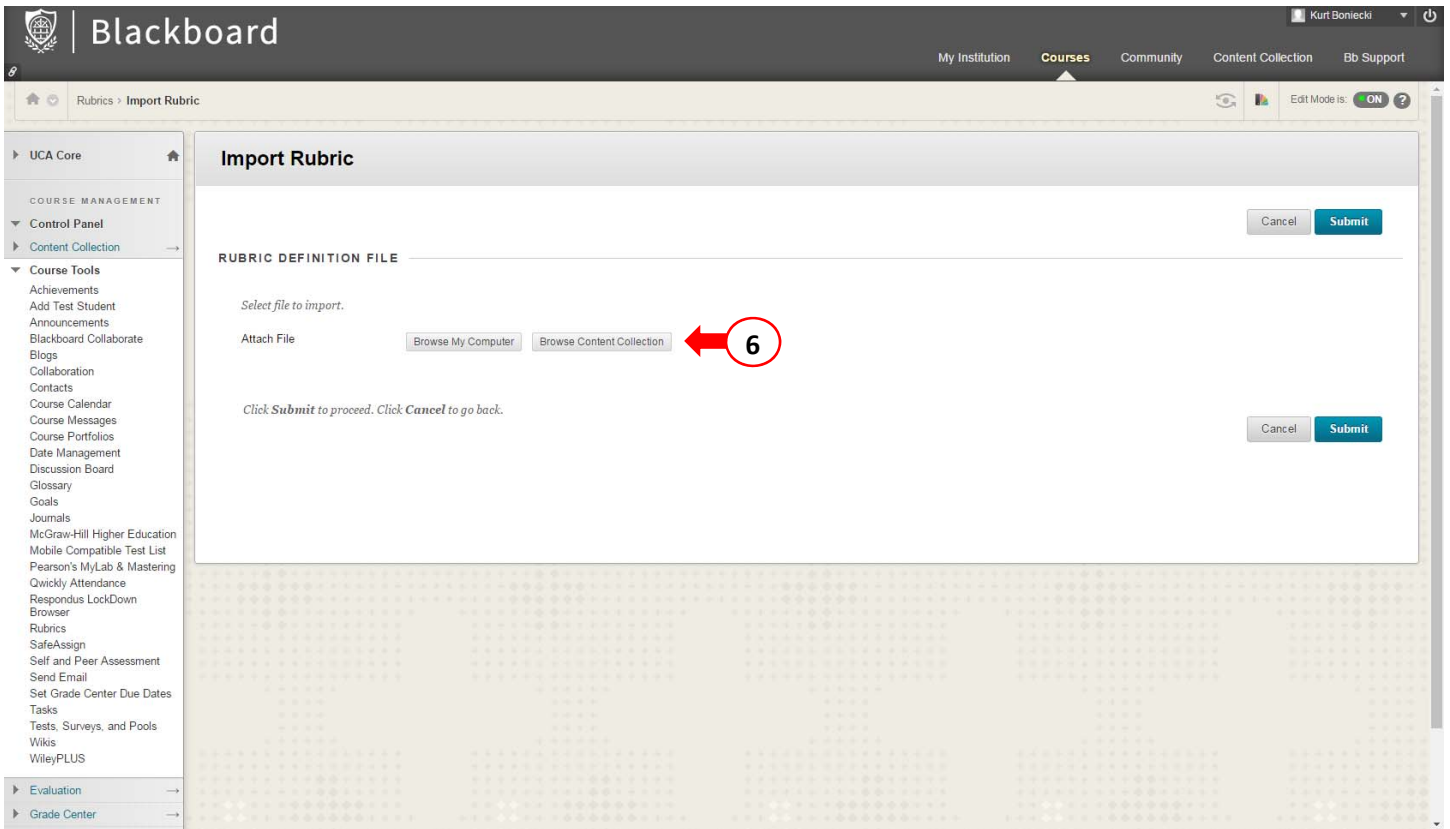 Blackboard
Kurt Boniecki
My Institution Courses Community Content Collection Bb Support
Rubrics > Import Rubric
Edit Mode is: ON ?
UCA Core
Import Rubric
COURSE MANAGEMENT
Control Panel
Cancel Submit
Content Collection
RUBRIC DEFINITION FILE
Course Tools
Achievements
Add Test Student
Announcements
Blackboard Collaborate
Blogs
Collaboration
Contacts
Course Calendar
Course Messages
Course Portfolios
Date Management
Discussion Board
Glossary
Goals
Journals
McGraw-Hill Higher Education
Mobile Compatible Test List
Pearson's MyLab & Mastering
Qwickly Attendance
Respondus LockDown
Browser
Rubrics
SafeAssign
Self and Peer Assessment
Send Email
Set Grade Center Due Dates
Tasks
Tests, Surveys, and Pools
Wikis
WileyPLUS
Evaluation
Grade Center
Select file to import.
Attach File Browse My Computer Browse Content Collection 6
Click Submit to proceed. Click Cancel to go back.
Cancel Submit